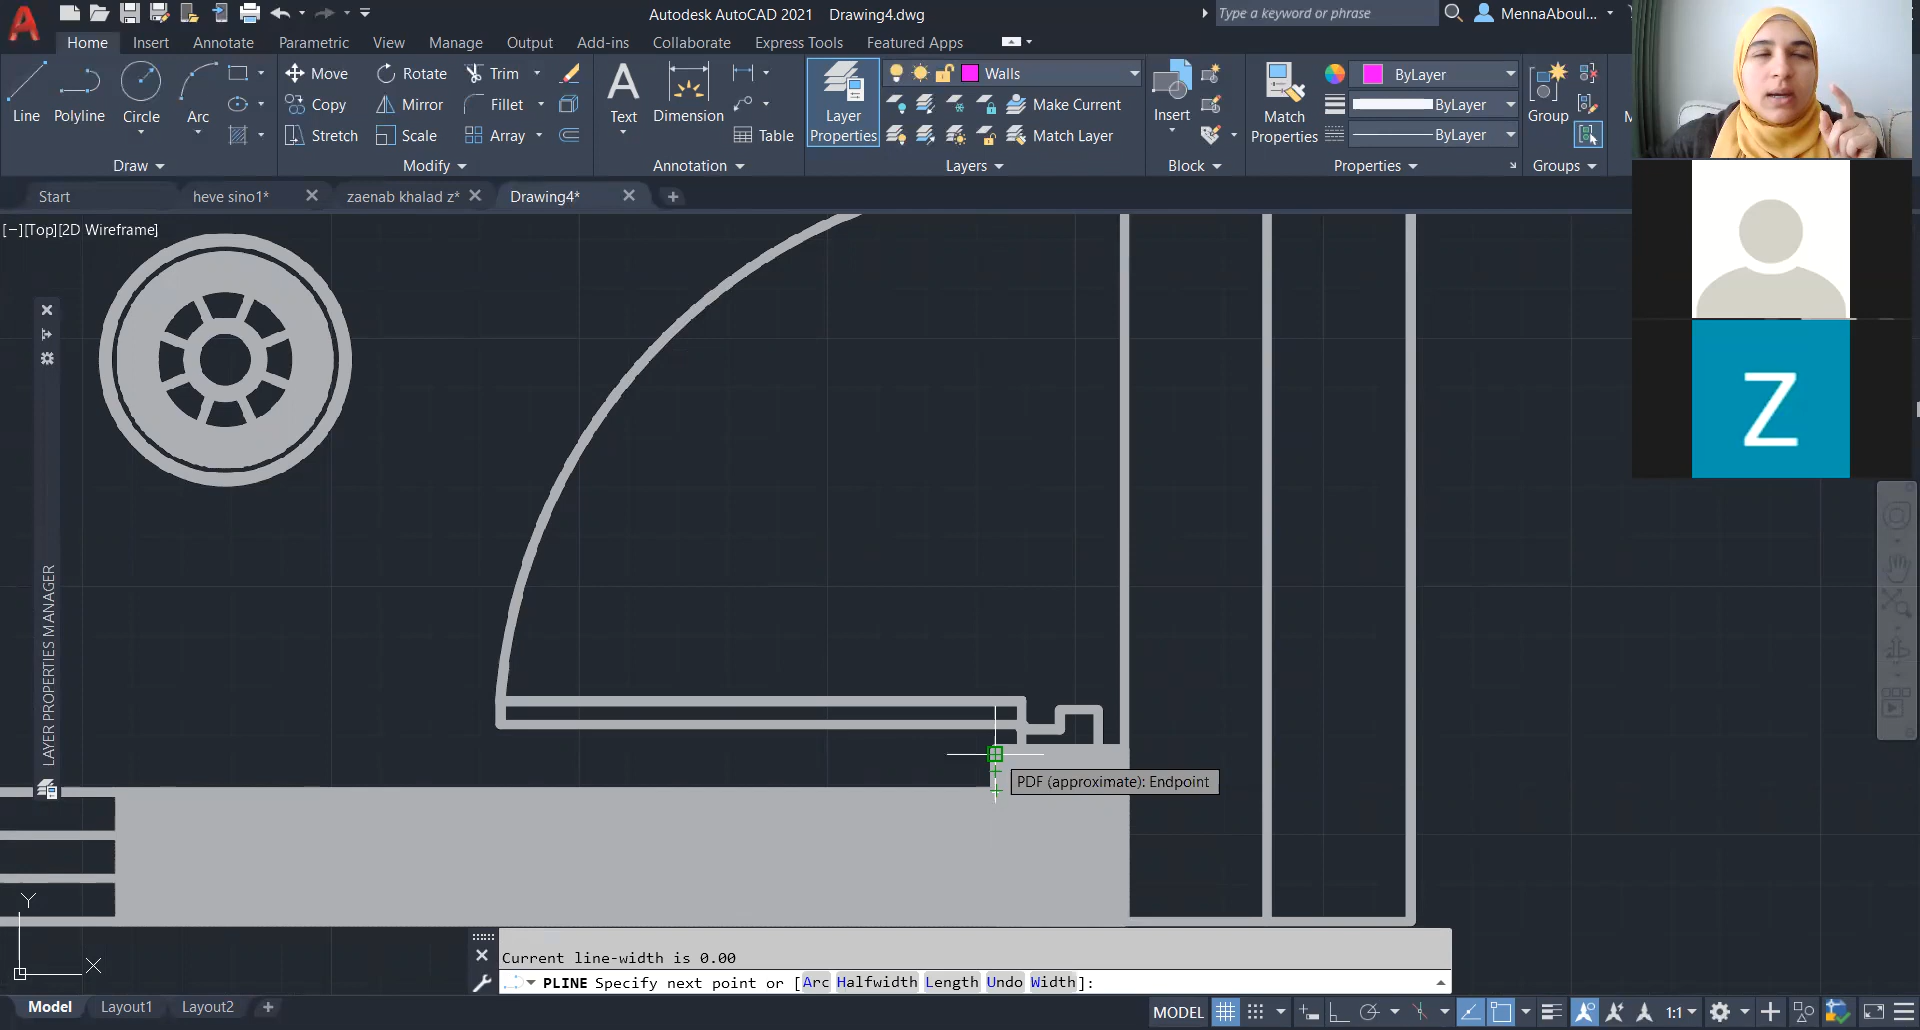 Autodesk AutoCAD 2021 Drawing4.dwg
Type a keyword or phrase
MennaAboul...
Home Insert Annotate Parametric View Manage Output Add-ins Collaborate Express Tools Featured Apps
Line Polyline Circle Arc
Move Rotate Trim
Copy Mirror Fillet
Stretch Scale Array
Text Dimension Table
Layer Properties
Walls
Make Current
Match Layer
Insert
Match Properties
ByLayer
ByLayer
ByLayer
Group
Draw Modify Annotation Layers Block Properties Groups
Start heve sino1* zaenab khalad z* Drawing4*
[−][Top][2D Wireframe]
LAYER PROPERTIES MANAGER
Z
PDF (approximate): Endpoint
Y
X
Current line-width is 0.00
PLINE Specify next point or [Arc Halfwidth Length Undo Width]:
Model Layout1 Layout2
MODEL 1:1